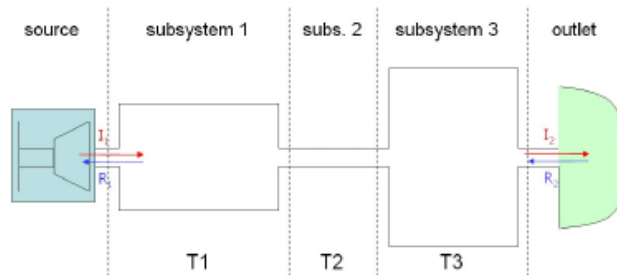 source subsystem 1 subs. 2 subsystem 3 outlet
I₁ I₂
R₁ R₂
T1 T2 T3